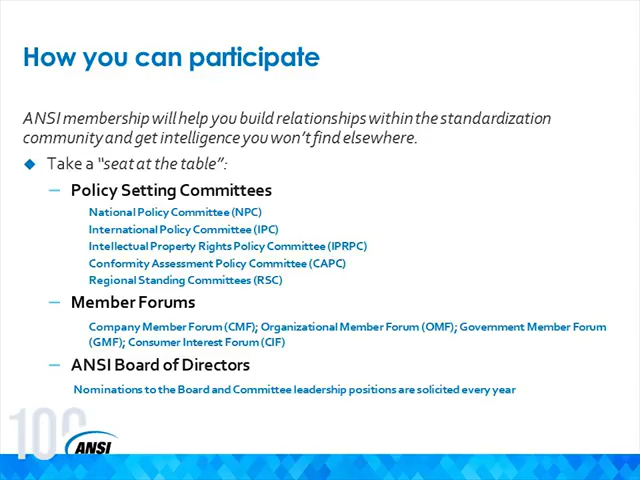 How you can participate
ANSI membership will help you build relationships within the standardization
community and get intelligence you won't find elsewhere.
◆ Take a "seat at the table":
– Policy Setting Committees
National Policy Committee (NPC)
International Policy Committee (IPC)
Intellectual Property Rights Policy Committee (IPRPC)
Conformity Assessment Policy Committee (CAPC)
Regional Standing Committees (RSC)
– Member Forums
Company Member Forum (CMF); Organizational Member Forum (OMF); Government Member Forum
(GMF); Consumer Interest Forum (CIF)
– ANSI Board of Directors
Nominations to the Board and Committee leadership positions are solicited every year
100
ANSI